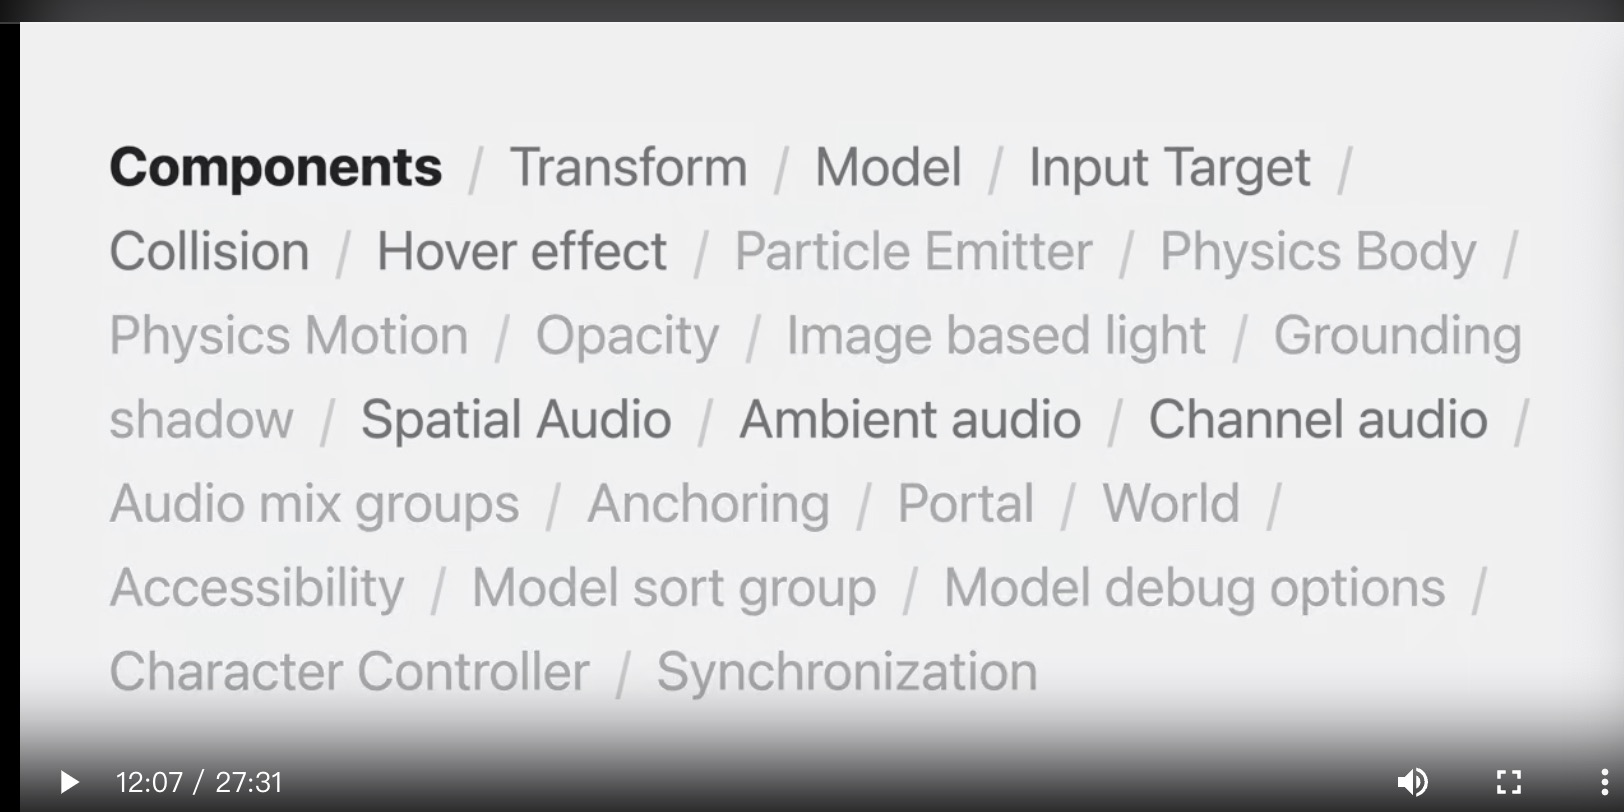 Components / Transform / Model / Input Target /
Collision / Hover effect / Particle Emitter / Physics Body /
Physics Motion / Opacity / Image based light / Grounding
shadow / Spatial Audio / Ambient audio / Channel audio /
Audio mix groups / Anchoring / Portal / World /
Accessibility / Model sort group / Model debug options /
Character Controller / Synchronization
12:07 / 27:31